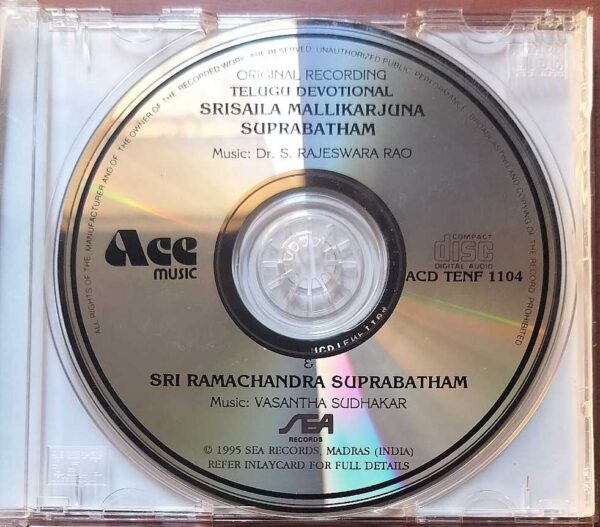 ALL RIGHTS OF THE MANUFACTURER AND OF THE OWNER OF THE RECORDED WORK ARE RESERVED. UNAUTHORIZED PUBLIC PERFORMANCE, BROADCASTING AND COPYING OF THE RECORD PROHIBITED
ORIGINAL RECORDING
TELUGU DEVOTIONAL
SRISAILA MALLIKARJUNA
SUPRABATHAM
Music: Dr. S. RAJESWARA RAO
Ace
MUSIC
COMPACT
disc
DIGITAL AUDIO
ACD TENF 1104
&
SRI RAMACHANDRA SUPRABATHAM
Music: VASANTHA SUDHAKAR
SEA
RECORDS
© 1995 SEA RECORDS, MADRAS (INDIA)
REFER INLAYCARD FOR FULL DETAILS